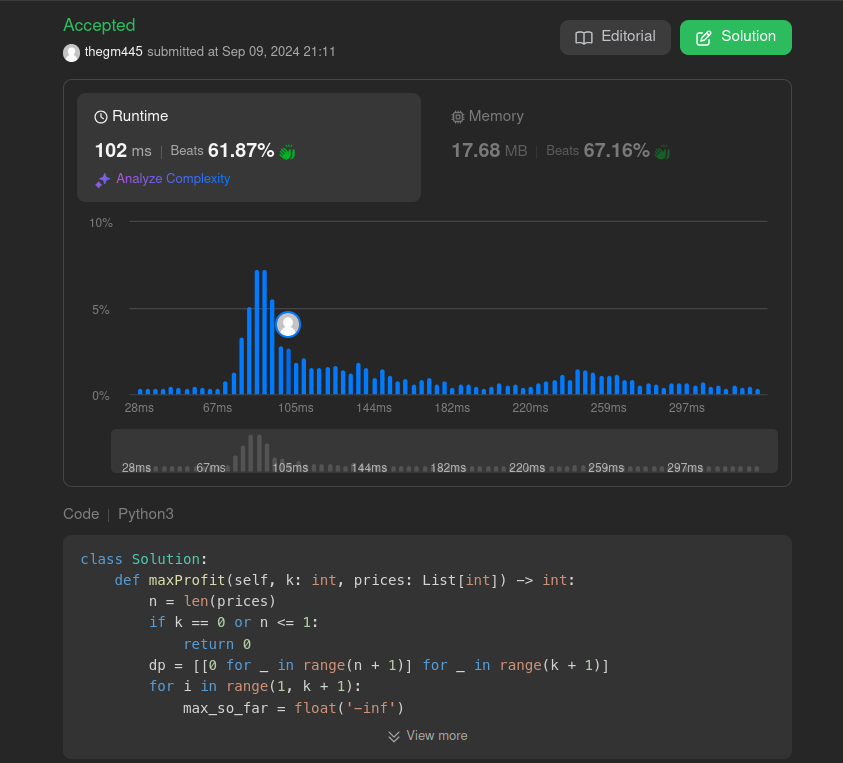 Accepted
Editorial
Solution
thegm445 submitted at Sep 09, 2024 21:11
Runtime
102 ms | Beats 61.87%
Analyze Complexity
Memory
17.68 MB | Beats 67.16%
10%
5%
0%
28ms 67ms 105ms 144ms 182ms 220ms 259ms 297ms
28ms 67ms 105ms 144ms 182ms 220ms 259ms 297ms
Code | Python3
class Solution:
    def maxProfit(self, k: int, prices: List[int]) -> int:
        n = len(prices)
        if k == 0 or n <= 1:
            return 0
        dp = [[0 for _ in range(n + 1)] for _ in range(k + 1)]
        for i in range(1, k + 1):
            max_so_far = float('-inf')
View more